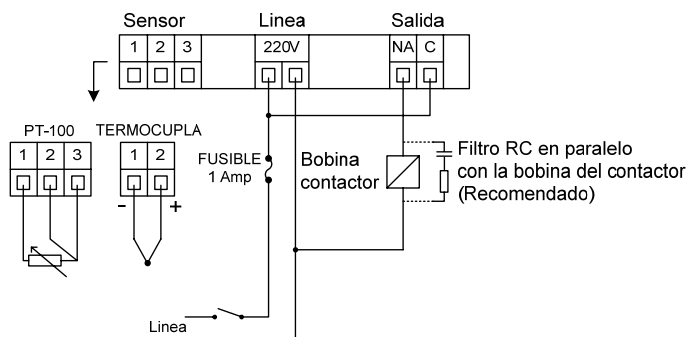 Sensor
Linea
Salida
1 2 3
220V
NA C
PT-100
TERMOCUPLA
1 2 3
1 2
- +
FUSIBLE
1 Amp
Bobina
contactor
Filtro RC en paralelo
con la bobina del contactor
(Recomendado)
Linea